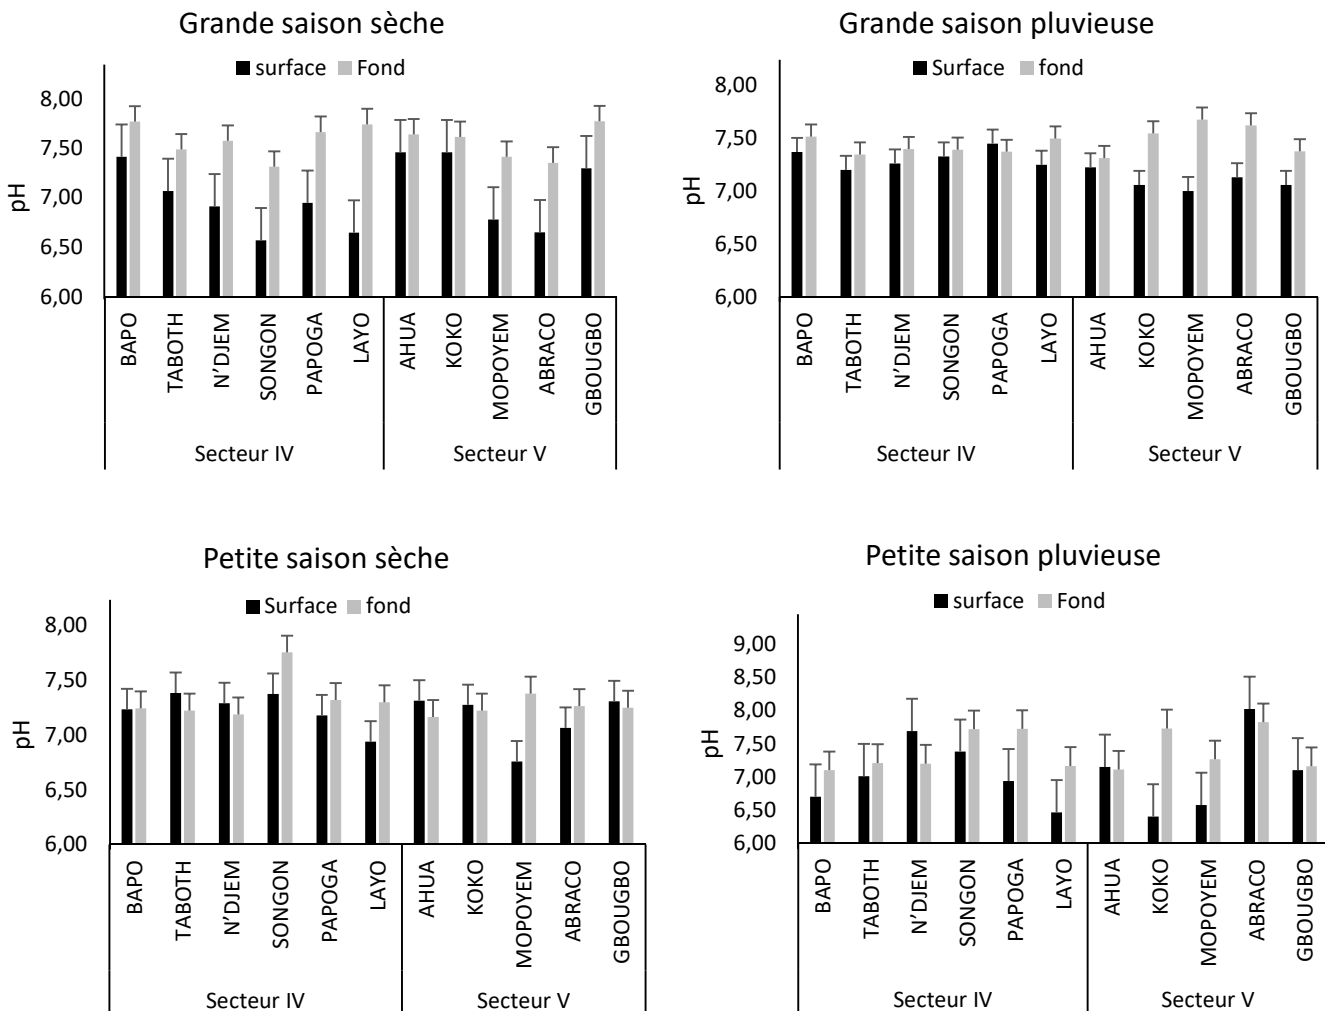 Grande saison sèche
surface Fond
8,00
7,50
7,00
6,50
6,00
pH
BAPO
TABOTH
N'DJEM
SONGON
PAPOGA
LAYO
AHUA
KOKO
MOPOYEM
ABRACO
GBOUGBO
Secteur IV
Secteur V
Grande saison pluvieuse
Surface fond
8,00
7,50
7,00
6,50
6,00
pH
BAPO
TABOTH
N'DJEM
SONGON
PAPOGA
LAYO
AHUA
KOKO
MOPOYEM
ABRACO
GBOUGBO
Secteur IV
Secteur V
Petite saison sèche
Surface fond
8,00
7,50
7,00
6,50
6,00
pH
BAPO
TABOTH
N'DJEM
SONGON
PAPOGA
LAYO
AHUA
KOKO
MOPOYEM
ABRACO
GBOUGBO
Secteur IV
Secteur V
Petite saison pluvieuse
surface Fond
9,00
8,50
8,00
7,50
7,00
6,50
6,00
pH
BAPO
TABOTH
N'DJEM
SONGON
PAPOGA
LAYO
AHUA
KOKO
MOPOYEM
ABRACO
GBOUGBO
Secteur IV
Secteur V